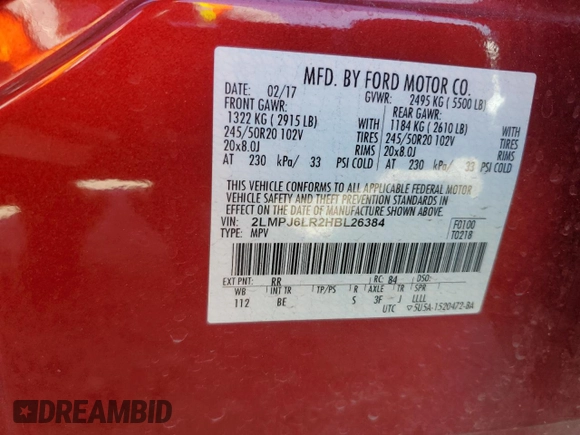 MFD. BY FORD MOTOR CO.
DATE: 02/17 GVWR: 2495 KG ( 5500 LB)
FRONT GAWR: REAR GAWR:
1322 KG ( 2915 LB) WITH 1184 KG ( 2610 LB) WITH
245/50R20 102V TIRES 245/50R20 102V TIRES
20x8.0J RIMS 20x8.0J RIMS
AT 230 kPa/ 33 PSI COLD AT 230 kPa/ 33 PSI COLD
THIS VEHICLE CONFORMS TO ALL APPLICABLE FEDERAL MOTOR
VEHICLE SAFETY AND THEFT PREVENTION STANDARDS IN
EFFECT ON THE DATE OF MANUFACTURE SHOWN ABOVE.
VIN: 2LMPJ6LR2HBL26384 F0100
TYPE: MPV T0218
EXT PNT: RR RC: 84 DSO:
WB INT TR TP/PS R AXLE TR SPR
112 BE S 3F J LLLL
UTC ▽5U5A-1520472-BA
DREAMBID